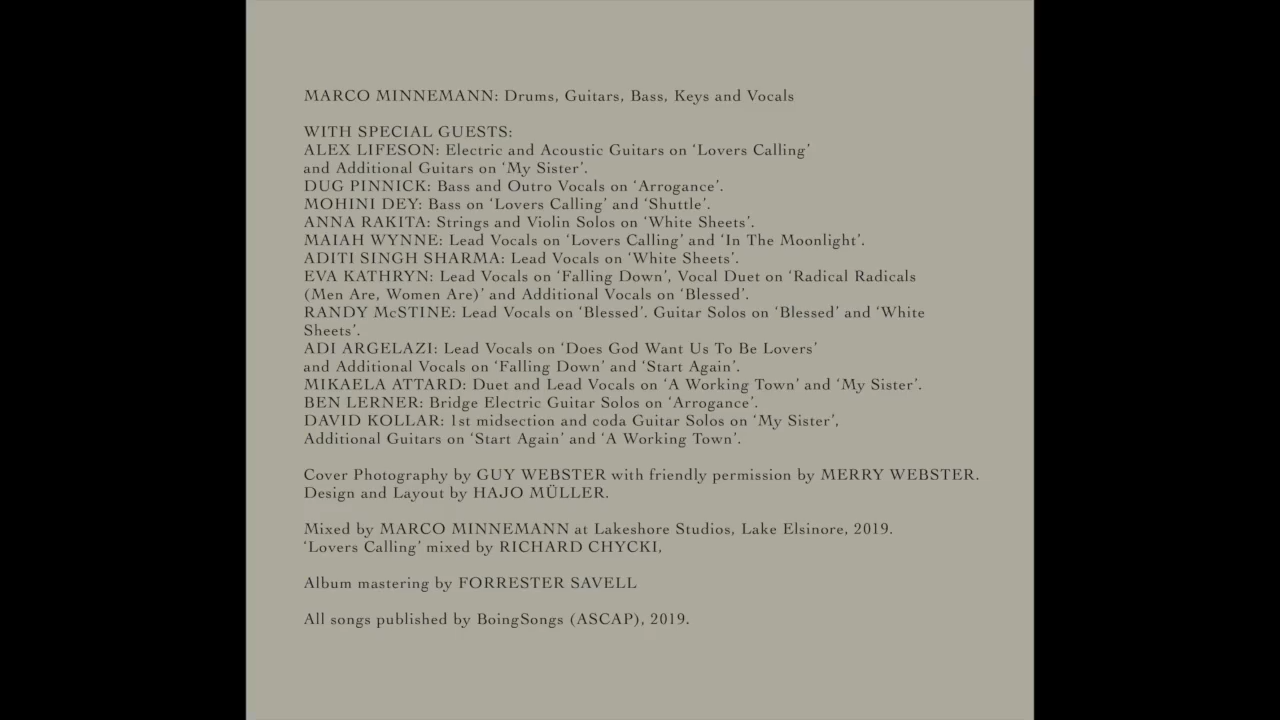 MARCO MINNEMANN: Drums, Guitars, Bass, Keys and Vocals
WITH SPECIAL GUESTS:
ALEX LIFESON: Electric and Acoustic Guitars on ‘Lovers Calling’
and Additional Guitars on ‘My Sister’.
DUG PINNICK: Bass and Outro Vocals on ‘Arrogance’.
MOHINI DEY: Bass on ‘Lovers Calling’ and ‘Shuttle’.
ANNA RAKITA: Strings and Violin Solos on ‘White Sheets’.
MAIAH WYNNE: Lead Vocals on ‘Lovers Calling’ and ‘In The Moonlight’.
ADITI SINGH SHARMA: Lead Vocals on ‘White Sheets’.
EVA KATHRYN: Lead Vocals on ‘Falling Down’, Vocal Duet on ‘Radical Radicals
(Men Are, Women Are)’ and Additional Vocals on ‘Blessed’.
RANDY McSTINE: Lead Vocals on ‘Blessed’. Guitar Solos on ‘Blessed’ and ‘White
Sheets’.
ADI ARGELAZI: Lead Vocals on ‘Does God Want Us To Be Lovers’
and Additional Vocals on ‘Falling Down’ and ‘Start Again’.
MIKAELA ATTARD: Duet and Lead Vocals on ‘A Working Town’ and ‘My Sister’.
BEN LERNER: Bridge Electric Guitar Solos on ‘Arrogance’.
DAVID KOLLAR: 1st midsection and coda Guitar Solos on ‘My Sister’,
Additional Guitars on ‘Start Again’ and ‘A Working Town’.
Cover Photography by GUY WEBSTER with friendly permission by MERRY WEBSTER.
Design and Layout by HAJO MÜLLER.
Mixed by MARCO MINNEMANN at Lakeshore Studios, Lake Elsinore, 2019.
‘Lovers Calling’ mixed by RICHARD CHYCKI,
Album mastering by FORRESTER SAVELL
All songs published by BoingSongs (ASCAP), 2019.